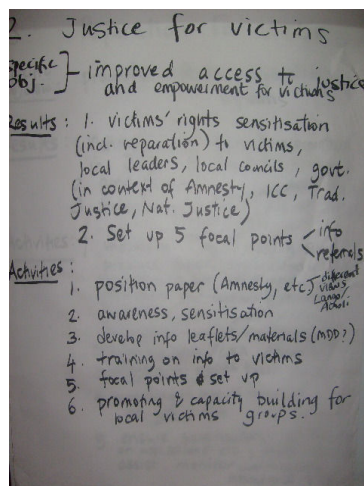 2. Justice for victims
Specific obj. - improved access to justice
and empowerment for victims
Results: 1. victims' rights sensitisation
(incl. reparation) to victims,
local leaders, local councils, govt.
(in context of Amnesty, ICC, Trad.
Justice, Nat. Justice)
2. Set up 5 focal points < info
referrals
Activities:
1. position paper (Amnesty, etc.) - different
views
Lango/
Acholi.
2. awareness, sensitisation
3. develop info leaflets/materials (MDD?)
4. training on info to victims
5. focal points set up
6. promoting & capacity building for
local victims groups.